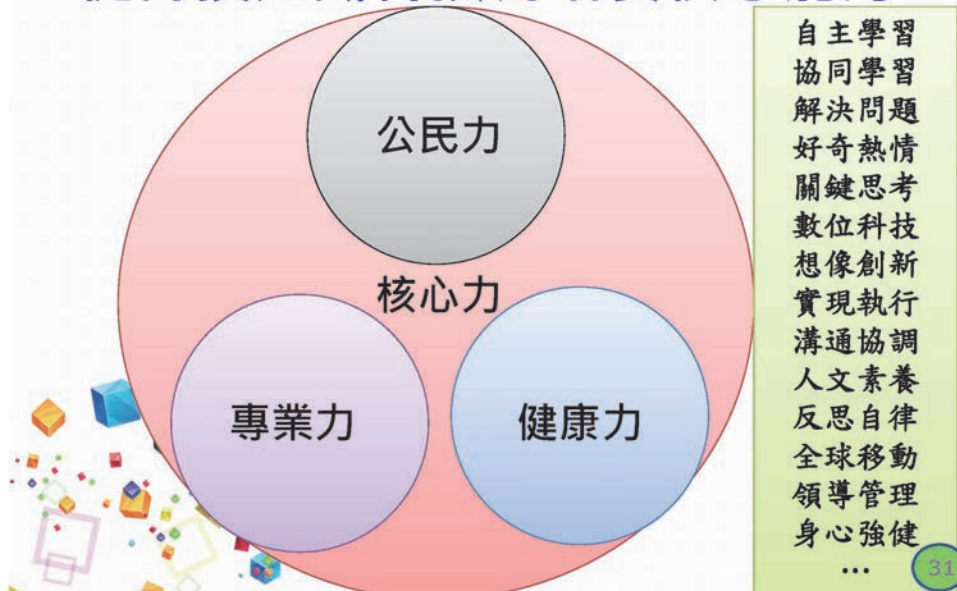 公民力
核心力
專業力
健康力
自主學習
協同學習
解決問題
好奇熱情
關鍵思考
數位科技
想像創新
實現執行
溝通協調
人文素養
反思自律
全球移動
領導管理
身心強健
...
31